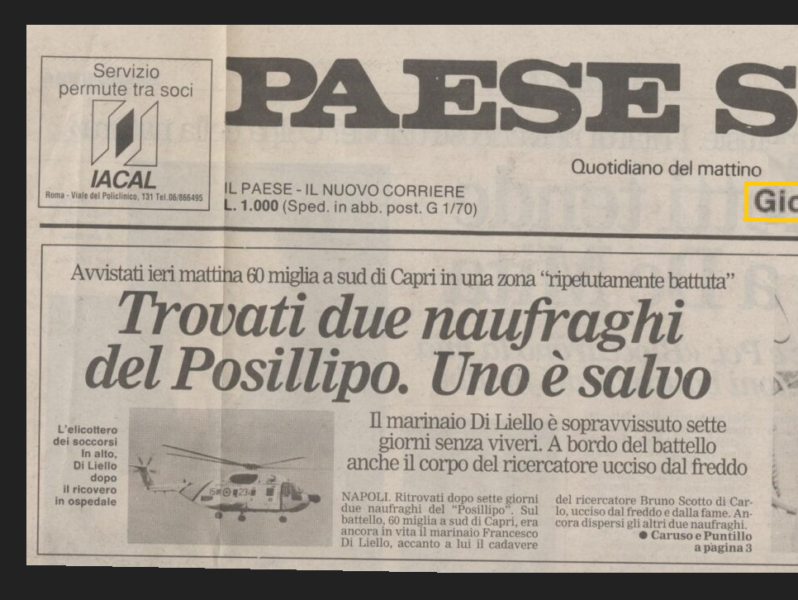 Servizio
permute tra soci
IACAL
Roma - Viale del Policlinico, 131 Tel. 06/866495
PAESE S
Quotidiano del mattino
IL PAESE - IL NUOVO CORRIERE
L. 1.000 (Sped. in abb. post. G 1/70)
Gio
Avvistati ieri mattina 60 miglia a sud di Capri in una zona “ripetutamente battuta”
Trovati due naufraghi
del Posillipo. Uno è salvo
L'elicottero
dei soccorsi
In alto,
Di Liello
dopo
il ricovero
in ospedale
Il marinaio Di Liello è sopravvissuto sette
giorni senza viveri. A bordo del battello
anche il corpo del ricercatore ucciso dal freddo
NAPOLI. Ritrovati dopo sette giorni
due naufraghi del “Posillipo”. Sul
battello, 60 miglia a sud di Capri, era
ancora in vita il marinaio Francesco
Di Liello, accanto a lui il cadavere
del ricercatore Bruno Scotto di Car-
lo, ucciso dal freddo e dalla fame. An-
cora dispersi gli altri due naufraghi.
● Caruso e Puntillo
a pagina 3